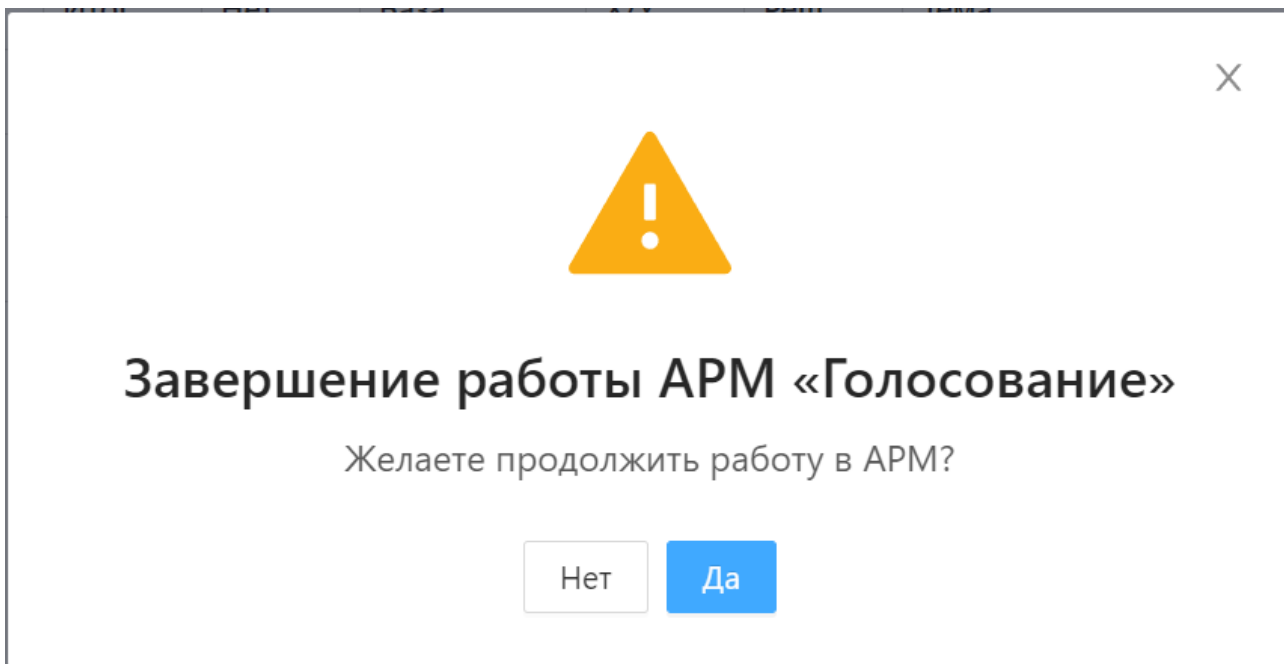 Завершение работы АРМ «Голосование»
Желаете продолжить работу в АРМ?
Нет Да